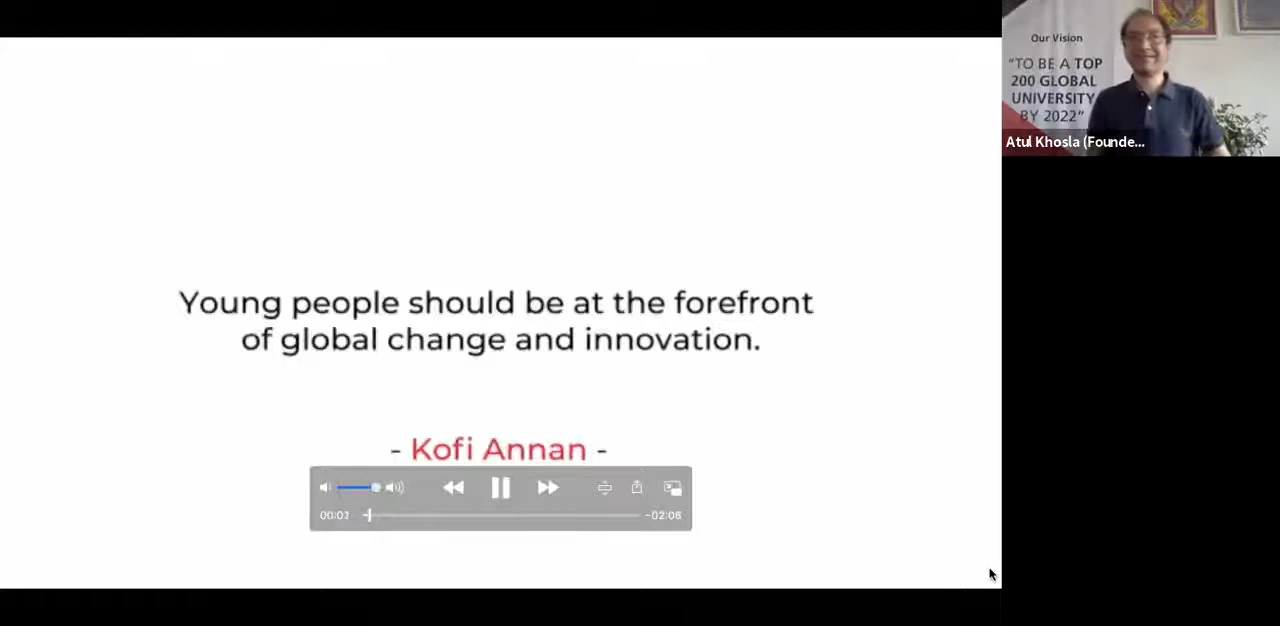 Young people should be at the forefront
of global change and innovation.
- Kofi Annan -
00:02
-02:06
Our Vision
"TO BE A TOP
200 GLOBAL
UNIVERSITY
BY 2022"
Atul Khosla (Founde...